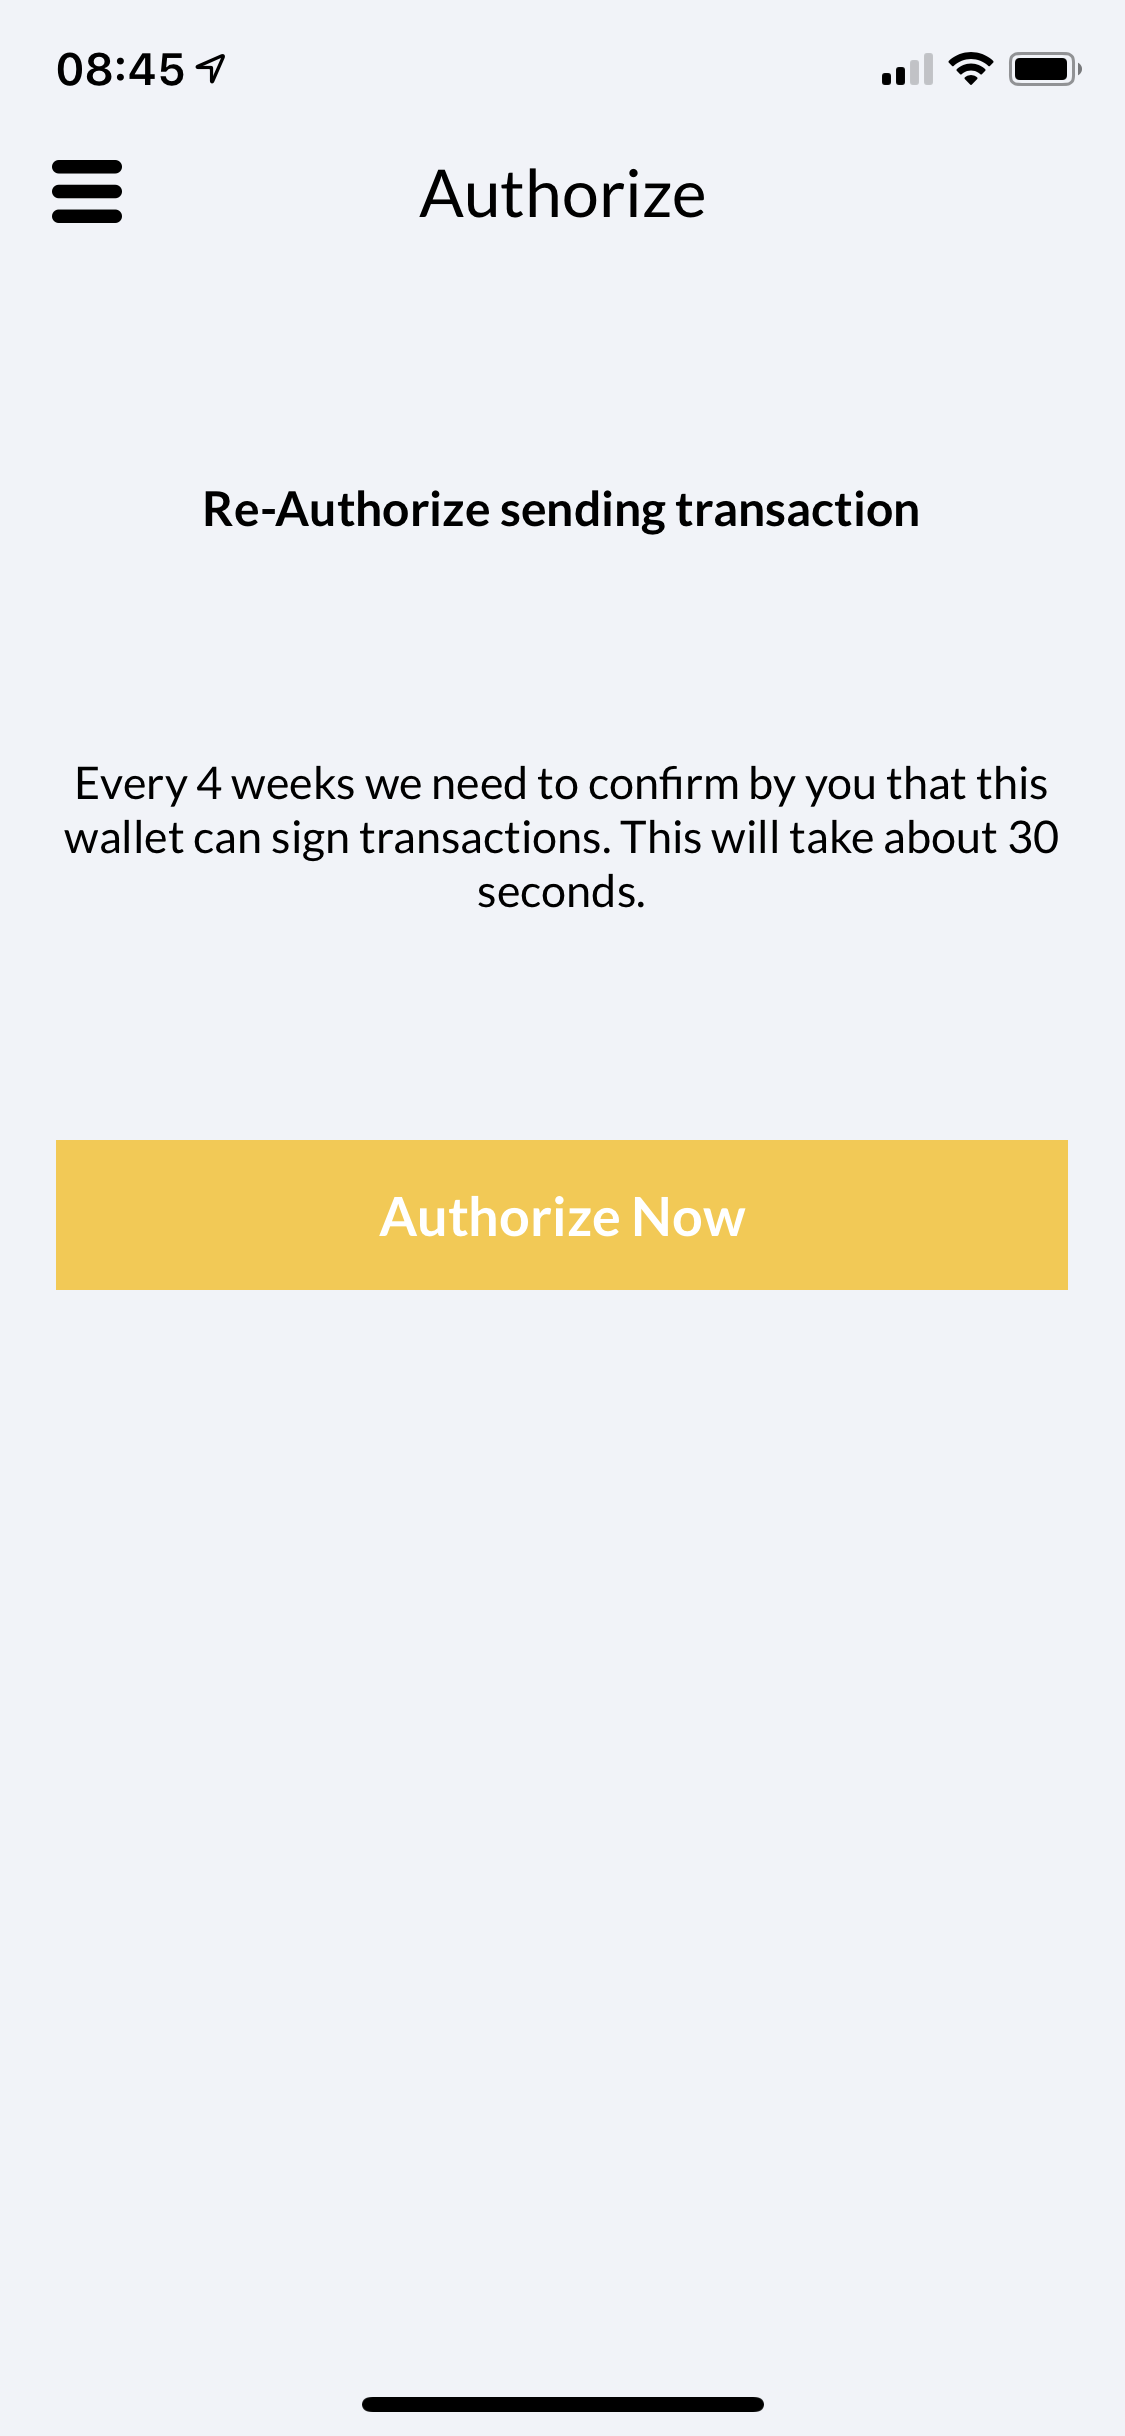 08:45
Authorize
Re-Authorize sending transaction
Every 4 weeks we need to confirm by you that this
wallet can sign transactions. This will take about 30
seconds.
Authorize Now